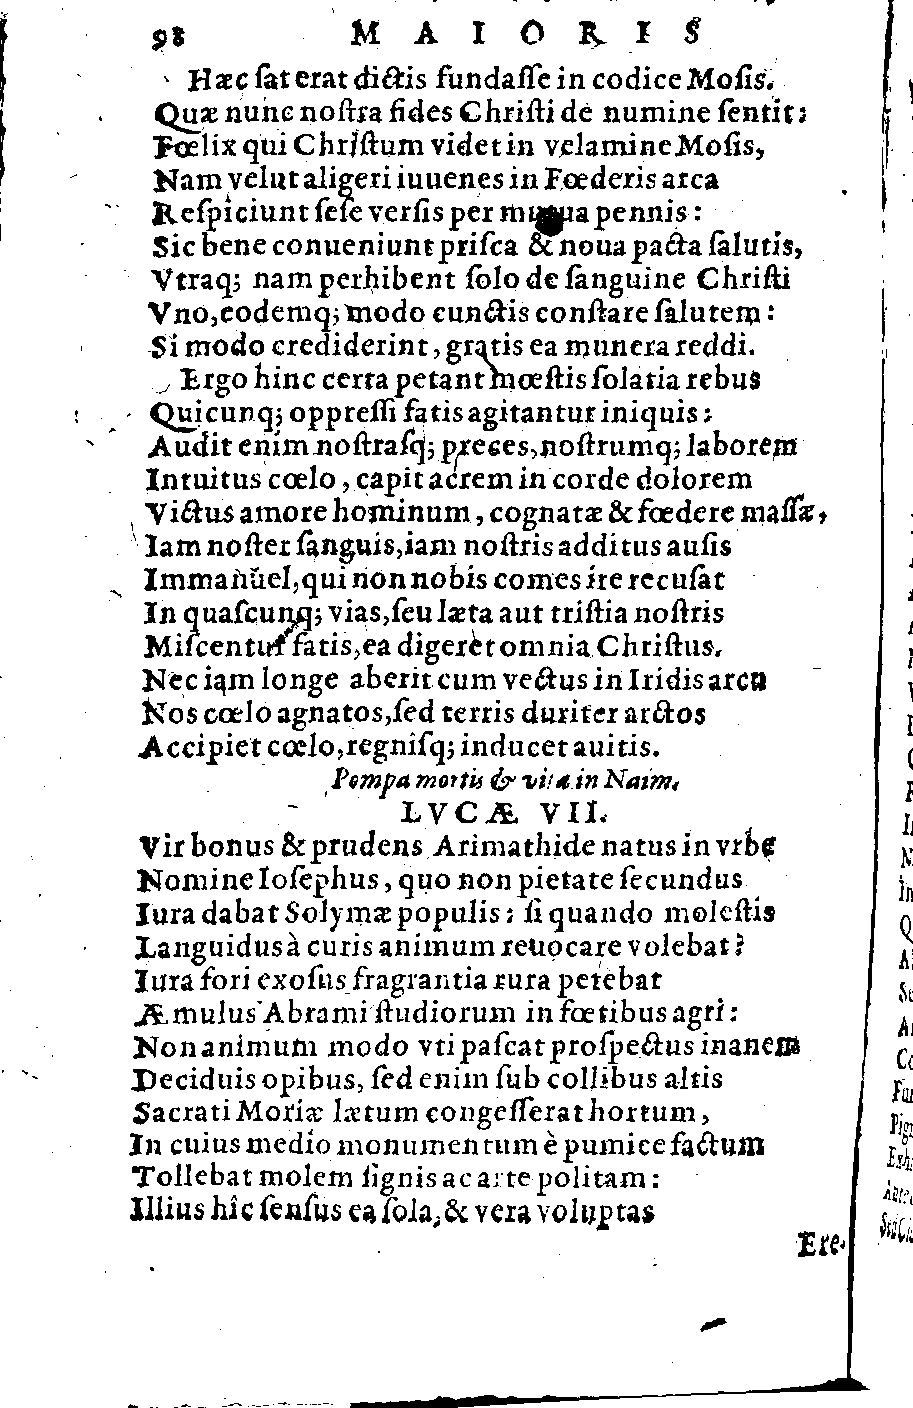 98 MAIORIS
Hæc ſat erat dictis fundaſſe in codice Moſis.
Quæ nunc noſtra fides Chriſti de numine ſentit:
Fœlix qui Chriſtum videt in velamine Moſis,
Nam velut aligeri iuuenes in Fœderis arca
Reſpiciunt ſeſe verſis per mutua pennis:
Sic bene conueniunt priſca & noua pacta ſalutis,
Vtraq; nam perhibent ſolo de ſanguine Chriſti
Vno, eodemq; modo cunctis conſtare ſalutem:
Si modo crediderint, gratis ea munera reddi.
Ergo hinc certa petant mœſtis ſolatia rebus
Quicunq; oppreſſi fatis agitantur iniquis:
Audit enim noſtraſq; preces, noſtrumq; laborem
Intuitus cœlo, capit acrem in corde dolorem
Victus amore hominum, cognatæ & fœdere maſſæ,
Iam noſter ſanguis, iam noſtris additus auſis
Immanuel, qui non nobis comes ire recuſat
In quaſcunq; vias, ſeu læta aut triſtia noſtris
Miſcentur fatis, ea digeret omnia Chriſtus.
Nec iam longe aberit cum vectus in Iridis arcu
Nos cœlo agnatos, ſed terris duriter arctos
Accipiet cœlo, regniſq; inducet auitis.
Pompa mortis & vitæ in Naim.
LVCÆ VII.
Vir bonus & prudens Arimathide natus in vrbe
Nomine Ioſephus, quo non pietate ſecundus
Iura dabat Solymæ populis: ſi quando moleſtis
Languidus à curis animum reuocare volebat?
Iura fori exoſus fragrantia rura petebat
Æmulus Abrami ſtudiorum in fœtibus agri:
Non animum modo vti paſcat proſpectus inanem
Deciduis opibus, ſed enim ſub collibus altis
Sacrati Moriæ lætum congeſſerat hortum,
In cuius medio monumentum è pumice factum
Tollebat molem ſignis ac arte politam:
Illius hîc ſenſus ea ſola, & vera voluptas
Ere-